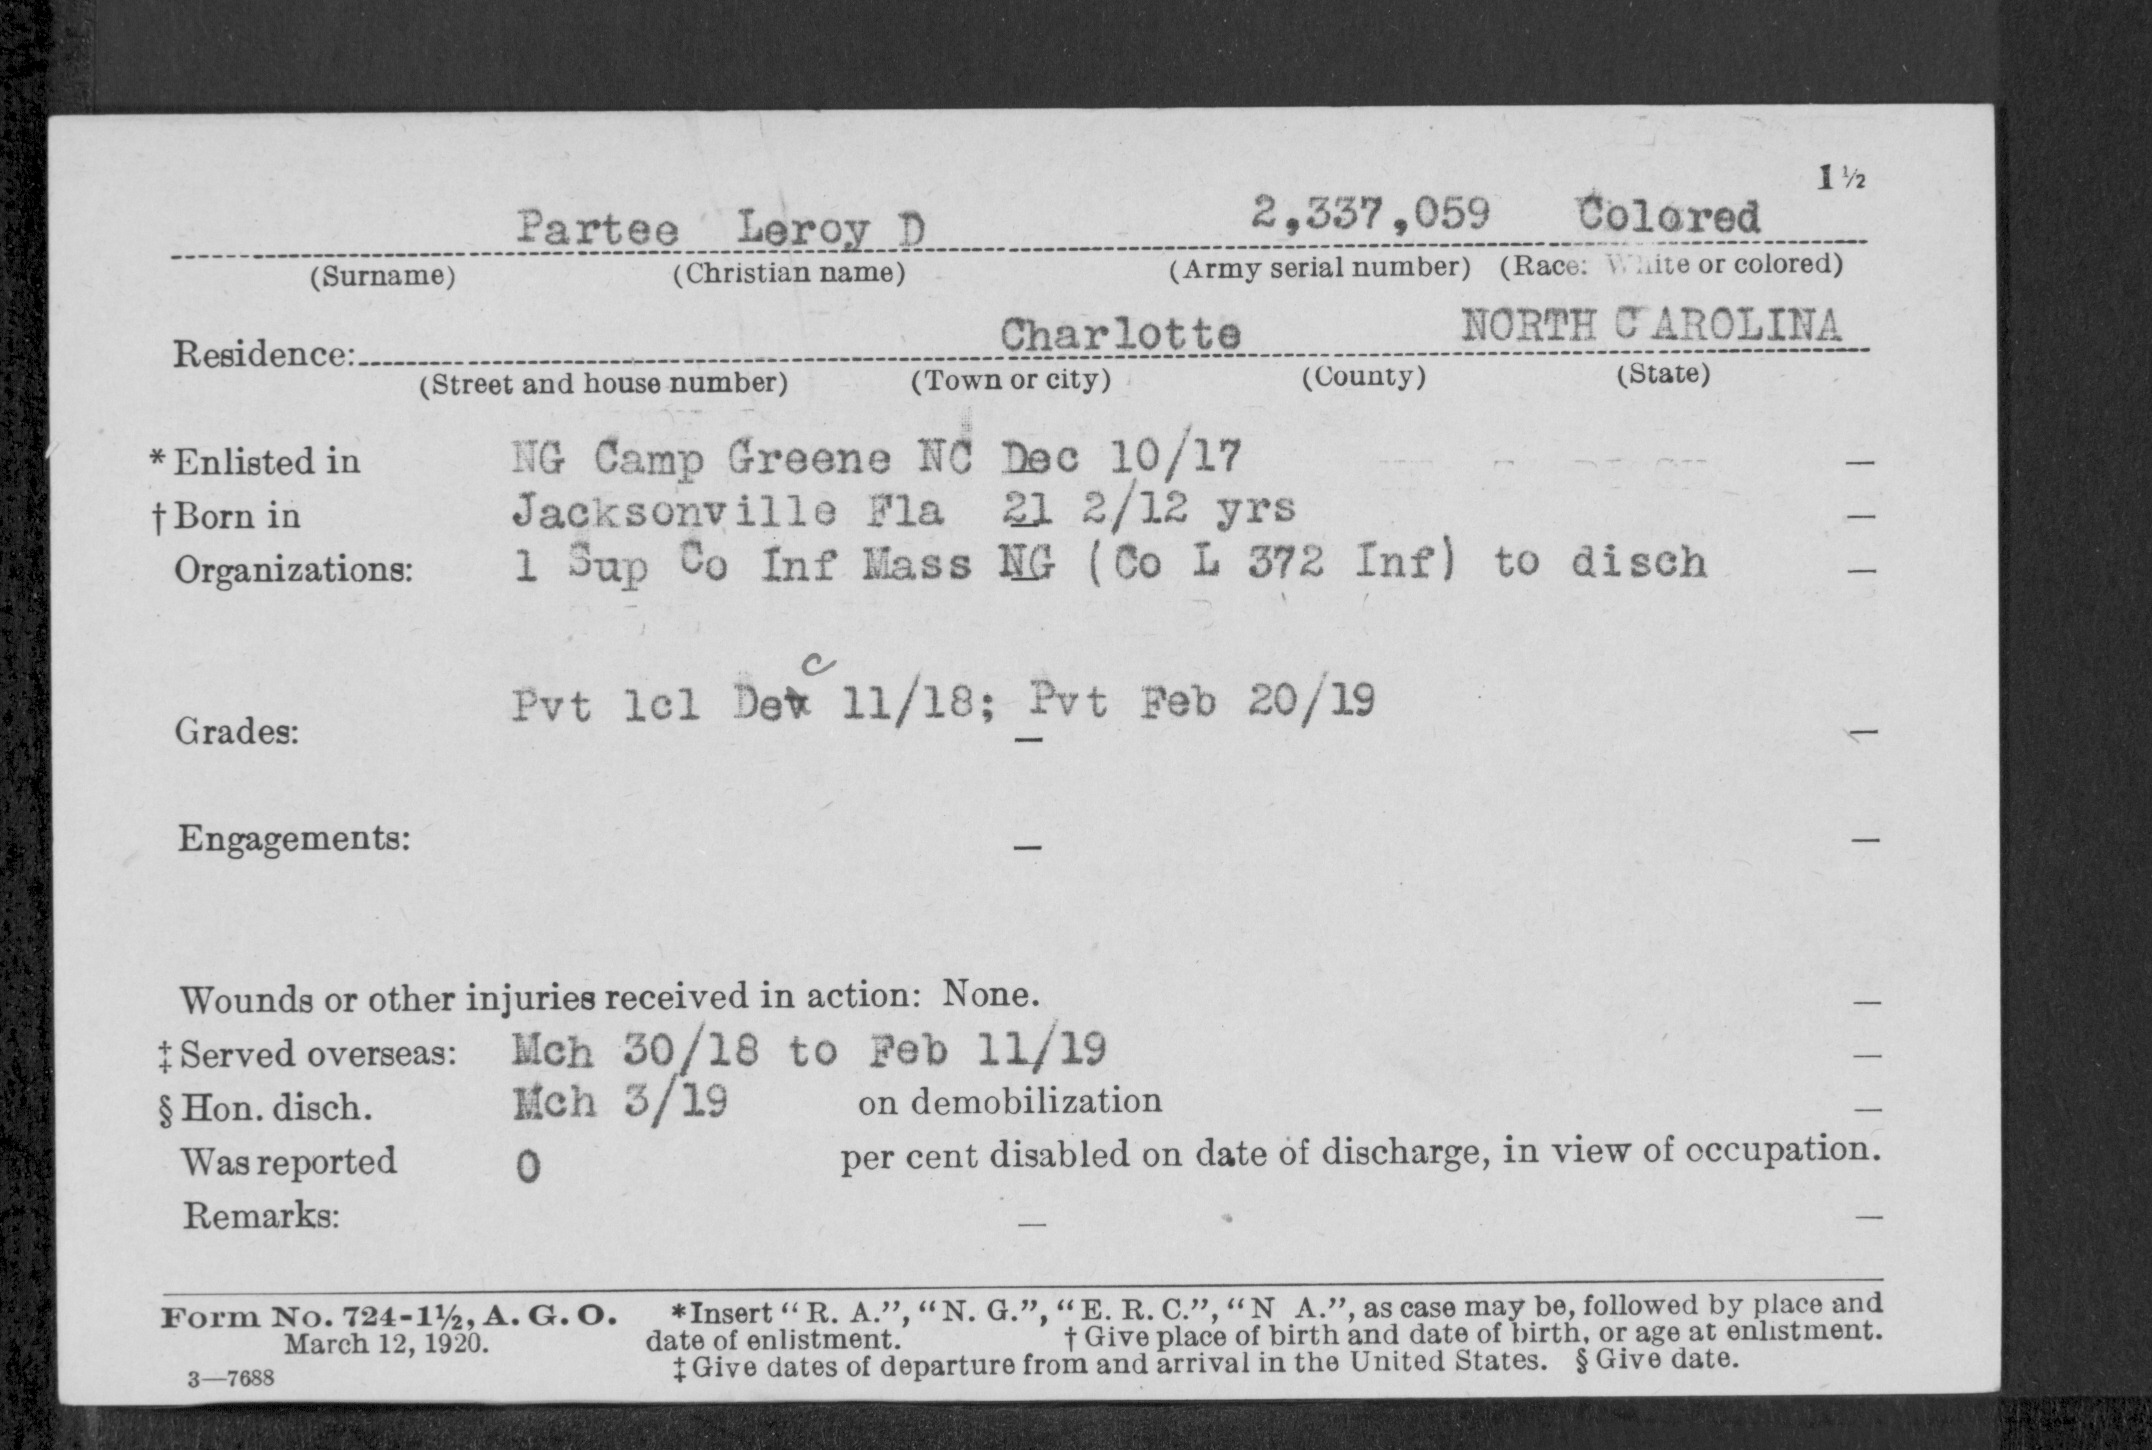 1½
Partee Leroy D 2,337,059 Colored
(Surname) (Christian name) (Army serial number) (Race: White or colored)
Residence: Charlotte NORTH CAROLINA
(Street and house number) (Town or city) (County) (State)
* Enlisted in NG Camp Greene NC Dec 10/17 —
† Born in Jacksonville Fla 21 2/12 yrs —
Organizations: 1 Sup Co Inf Mass NG (Co L 372 Inf) to disch —
Grades: Pvt 1cl Dec 11/18; Pvt Feb 20/19 — —
Engagements: — —
Wounds or other injuries received in action: None. —
‡ Served overseas: Mch 30/18 to Feb 11/19 —
§ Hon. disch. Mch 3/19 on demobilization —
Was reported 0 per cent disabled on date of discharge, in view of occupation.
Remarks: — —
Form No. 724-1½, A. G. O. *Insert "R. A.", "N. G.", "E. R. C.", "N A.", as case may be, followed by place and
March 12, 1920. date of enlistment. † Give place of birth and date of birth, or age at enlistment.
3—7688 ‡ Give dates of departure from and arrival in the United States. § Give date.